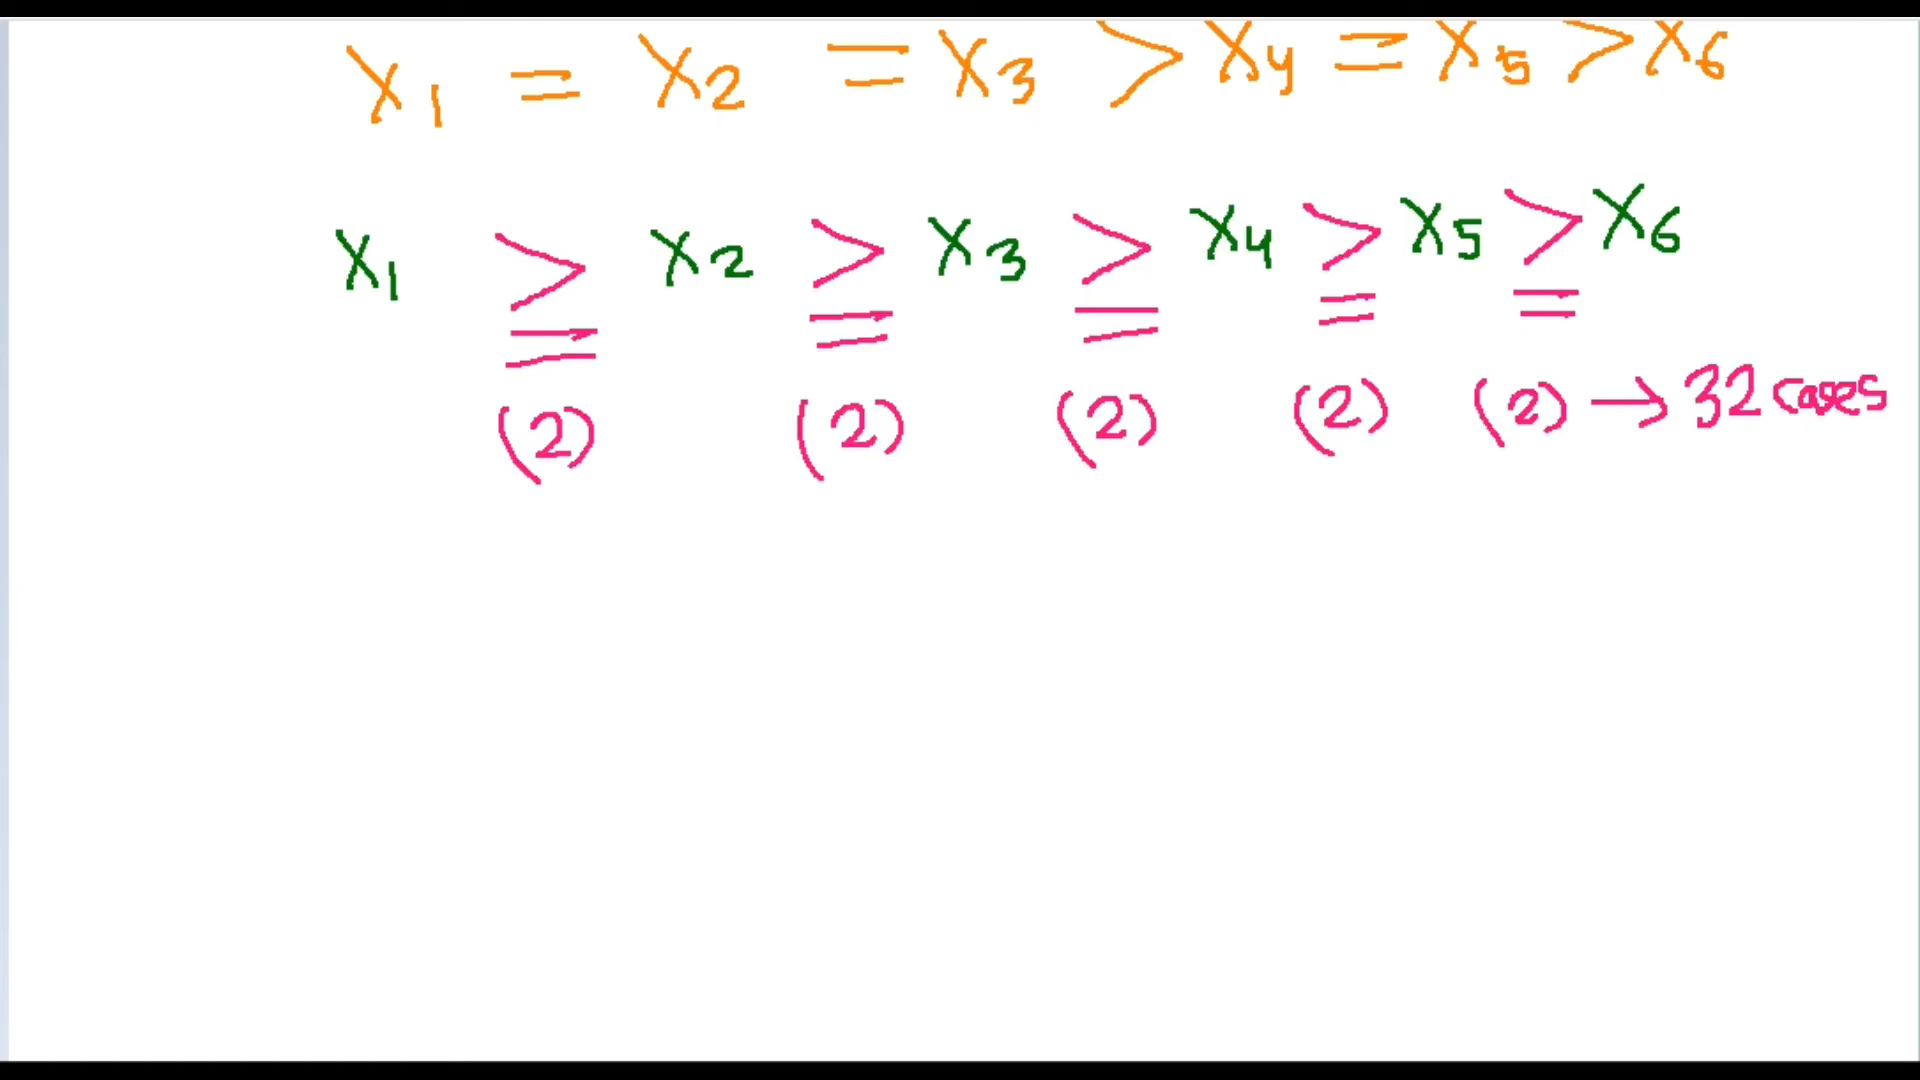 X1 = X2 = X3 > X4 = X5 > X6
X1 > X2 > X3 > X4 > X5 > X6
= = = = =
(2) (2) (2) (2) (2) → 32 cases